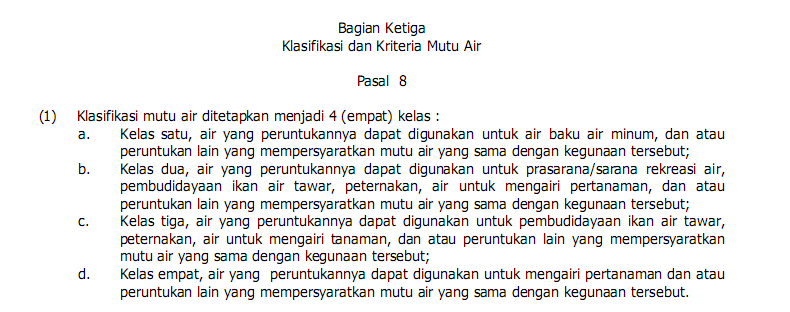 Bagian Ketiga
Klasifikasi dan Kriteria Mutu Air
Pasal 8
(1) Klasifikasi mutu air ditetapkan menjadi 4 (empat) kelas :
a. Kelas satu, air yang peruntukannya dapat digunakan untuk air baku air minum, dan atau
peruntukan lain yang mempersyaratkan mutu air yang sama dengan kegunaan tersebut;
b. Kelas dua, air yang peruntukannya dapat digunakan untuk prasarana/sarana rekreasi air,
pembudidayaan ikan air tawar, peternakan, air untuk mengairi pertanaman, dan atau
peruntukan lain yang mempersyaratkan mutu air yang sama dengan kegunaan tersebut;
c. Kelas tiga, air yang peruntukannya dapat digunakan untuk pembudidayaan ikan air tawar,
peternakan, air untuk mengairi tanaman, dan atau peruntukan lain yang mempersyaratkan
mutu air yang sama dengan kegunaan tersebut;
d. Kelas empat, air yang peruntukannya dapat digunakan untuk mengairi pertanaman dan atau
peruntukan lain yang mempersyaratkan mutu air yang sama dengan kegunaan tersebut.